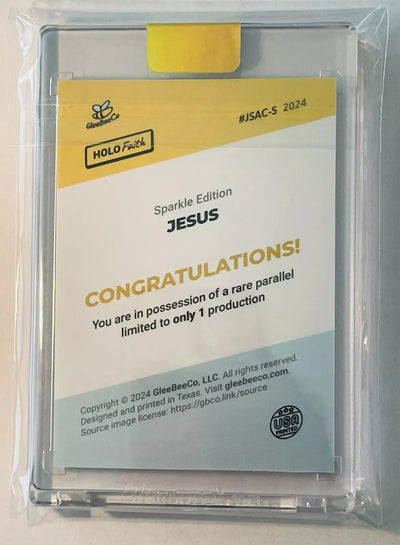 GleeBeeCo
#JSAC-S 2024
HOLO Faith
Sparkle Edition
JESUS
CONGRATULATIONS!
You are in possession of a rare parallel
limited to only 1 production
Copyright © 2024 GleeBeeCo, LLC. All rights reserved.
Designed and printed in Texas. Visit gleebeeco.com.
Source image license: https://gbco.link/source
USA
PRINTED